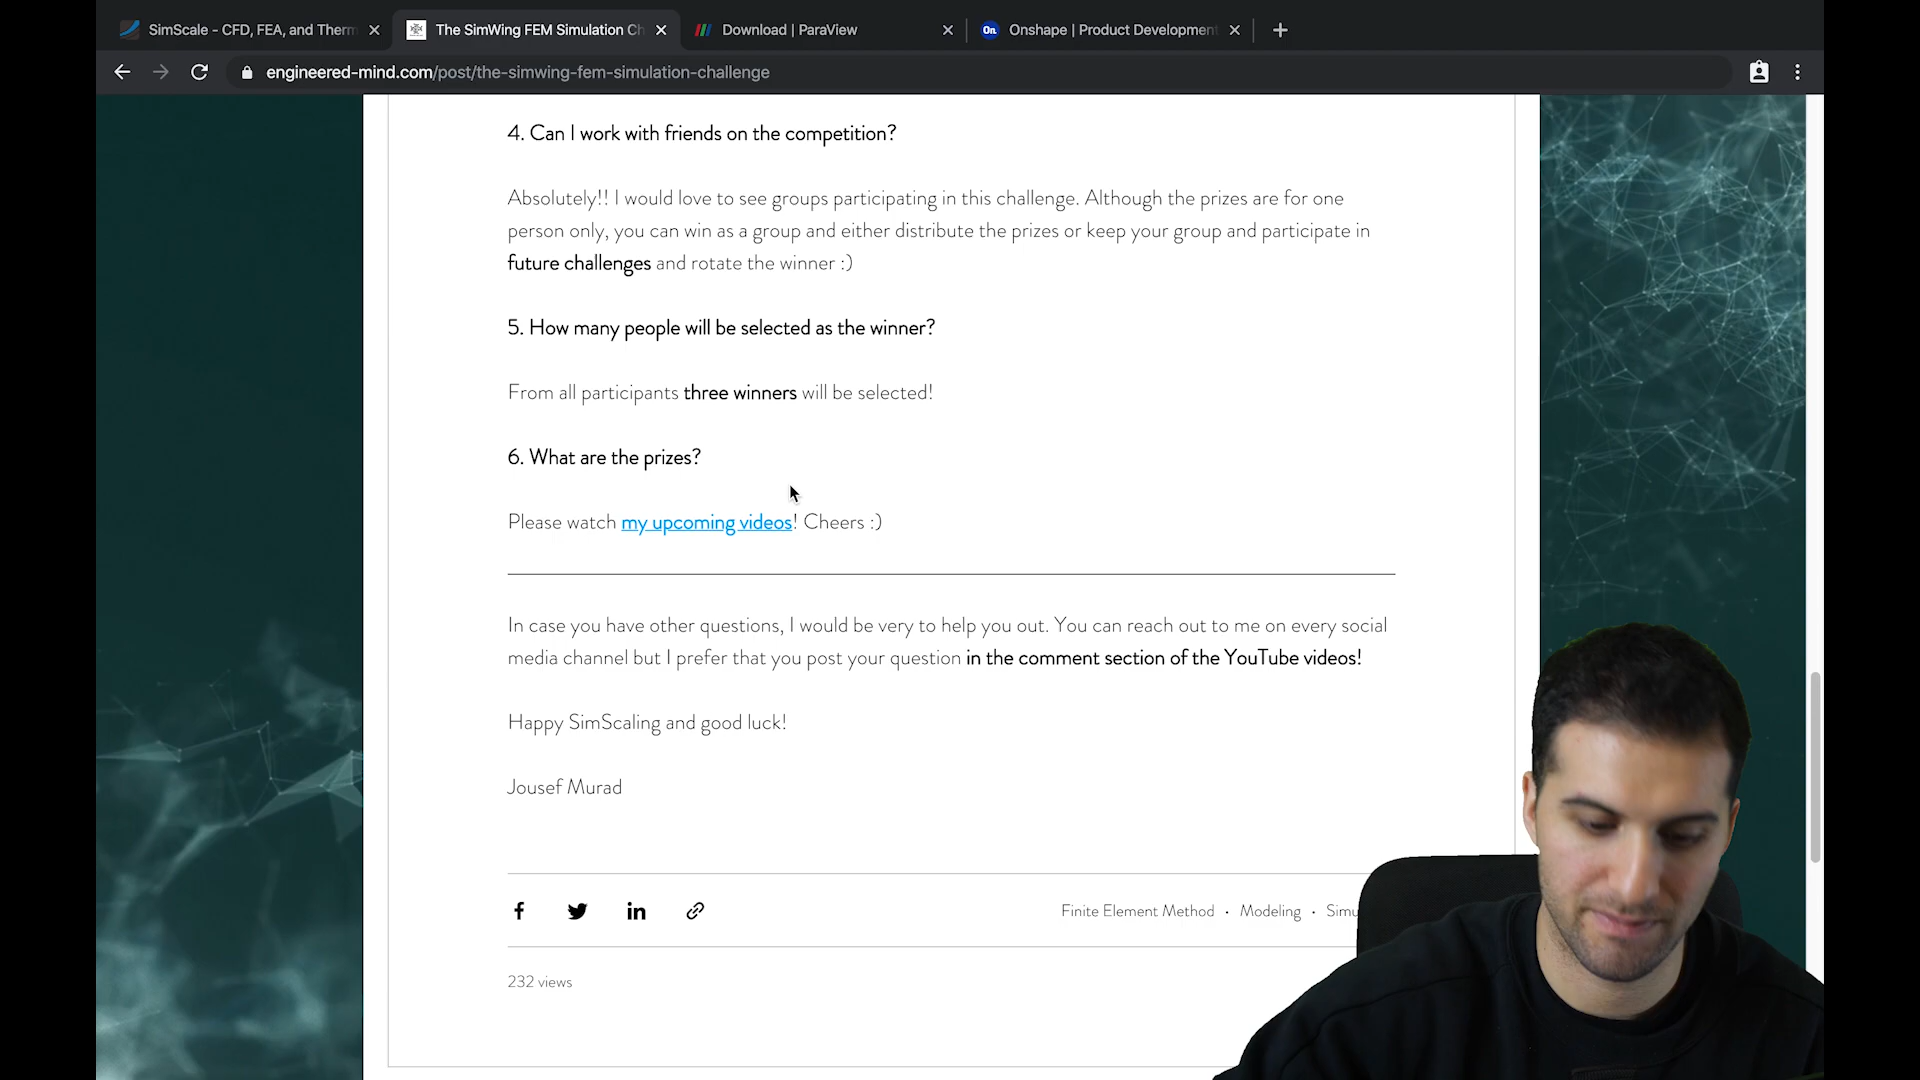 SimScale - CFD, FEA, and Therm
The SimWing FEM Simulation Ch
Download | ParaView
On
Onshape | Product Development
engineered-mind.com/post/the-simwing-fem-simulation-challenge
4. Can I work with friends on the competition?
Absolutely!! I would love to see groups participating in this challenge. Although the prizes are for one
person only, you can win as a group and either distribute the prizes or keep your group and participate in
future challenges and rotate the winner :)
5. How many people will be selected as the winner?
From all participants three winners will be selected!
6. What are the prizes?
Please watch my upcoming videos! Cheers :)
In case you have other questions, I would be very to help you out. You can reach out to me on every social
media channel but I prefer that you post your question in the comment section of the YouTube videos!
Happy SimScaling and good luck!
Jousef Murad
Finite Element Method • Modeling • Simu
232 views